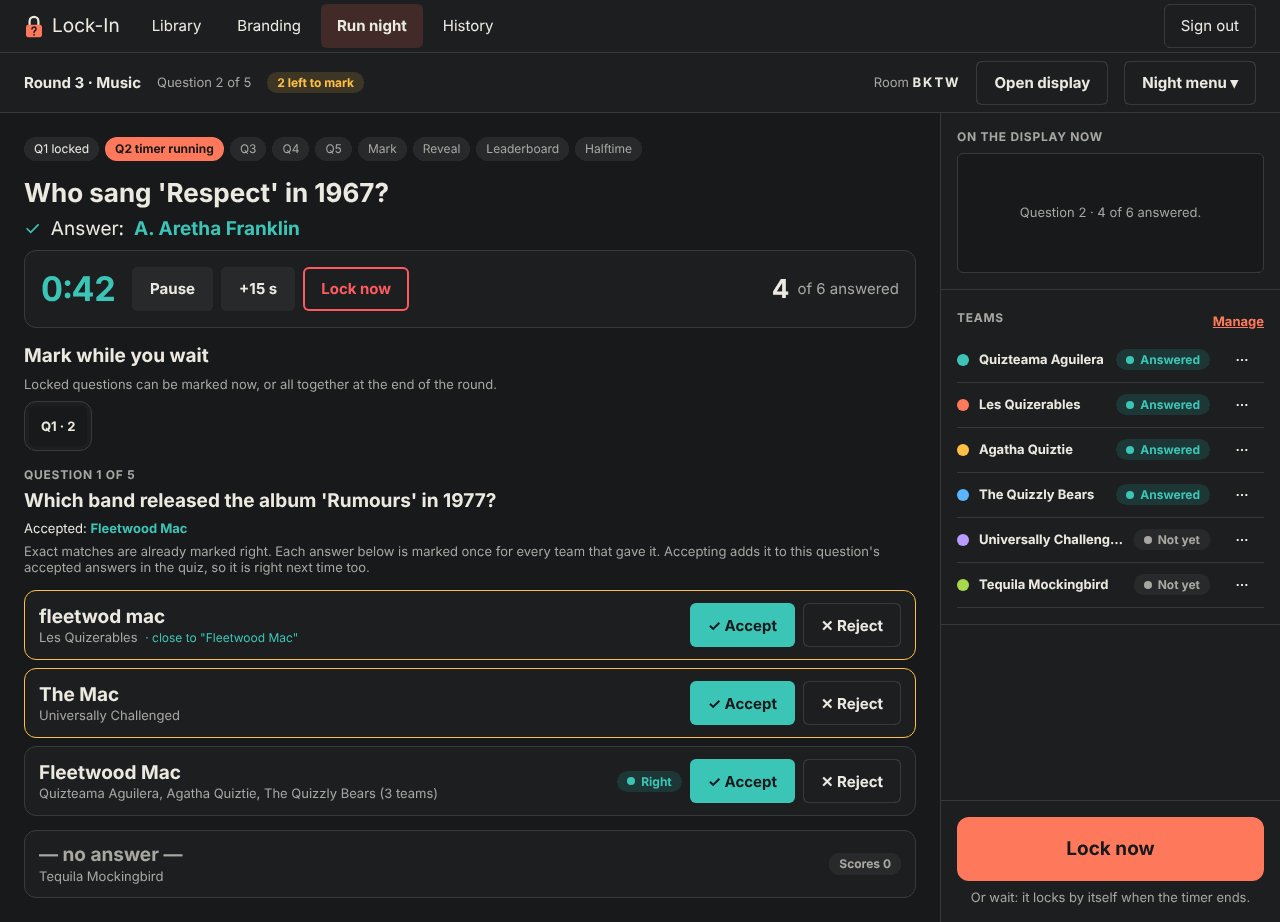 Lock-In
Library
Branding
Run night
History
Sign out
Round 3 · Music
Question 2 of 5
2 left to mark
Room BKTW
Open display
Night menu ▾
Q1 locked
Q2 timer running
Q3
Q4
Q5
Mark
Reveal
Leaderboard
Halftime
Who sang 'Respect' in 1967?
✓ Answer: A. Aretha Franklin
0:42
Pause
+15 s
Lock now
4 of 6 answered
Mark while you wait
Locked questions can be marked now, or all together at the end of the round.
Q1 · 2
QUESTION 1 OF 5
Which band released the album 'Rumours' in 1977?
Accepted: Fleetwood Mac
Exact matches are already marked right. Each answer below is marked once for every team that gave it. Accepting adds it to this question's
accepted answers in the quiz, so it is right next time too.
fleetwod mac
Les Quizerables · close to "Fleetwood Mac"
✓ Accept
✕ Reject
The Mac
Universally Challenged
✓ Accept
✕ Reject
Fleetwood Mac
Quizteama Aguilera, Agatha Quiztie, The Quizzly Bears (3 teams)
Right
✓ Accept
✕ Reject
— no answer —
Tequila Mockingbird
Scores 0
ON THE DISPLAY NOW
Question 2 · 4 of 6 answered.
TEAMS
Manage
Quizteama Aguilera
Answered
···
Les Quizerables
Answered
···
Agatha Quiztie
Answered
···
The Quizzly Bears
Answered
···
Universally Challeng...
Not yet
···
Tequila Mockingbird
Not yet
···
Lock now
Or wait: it locks by itself when the timer ends.